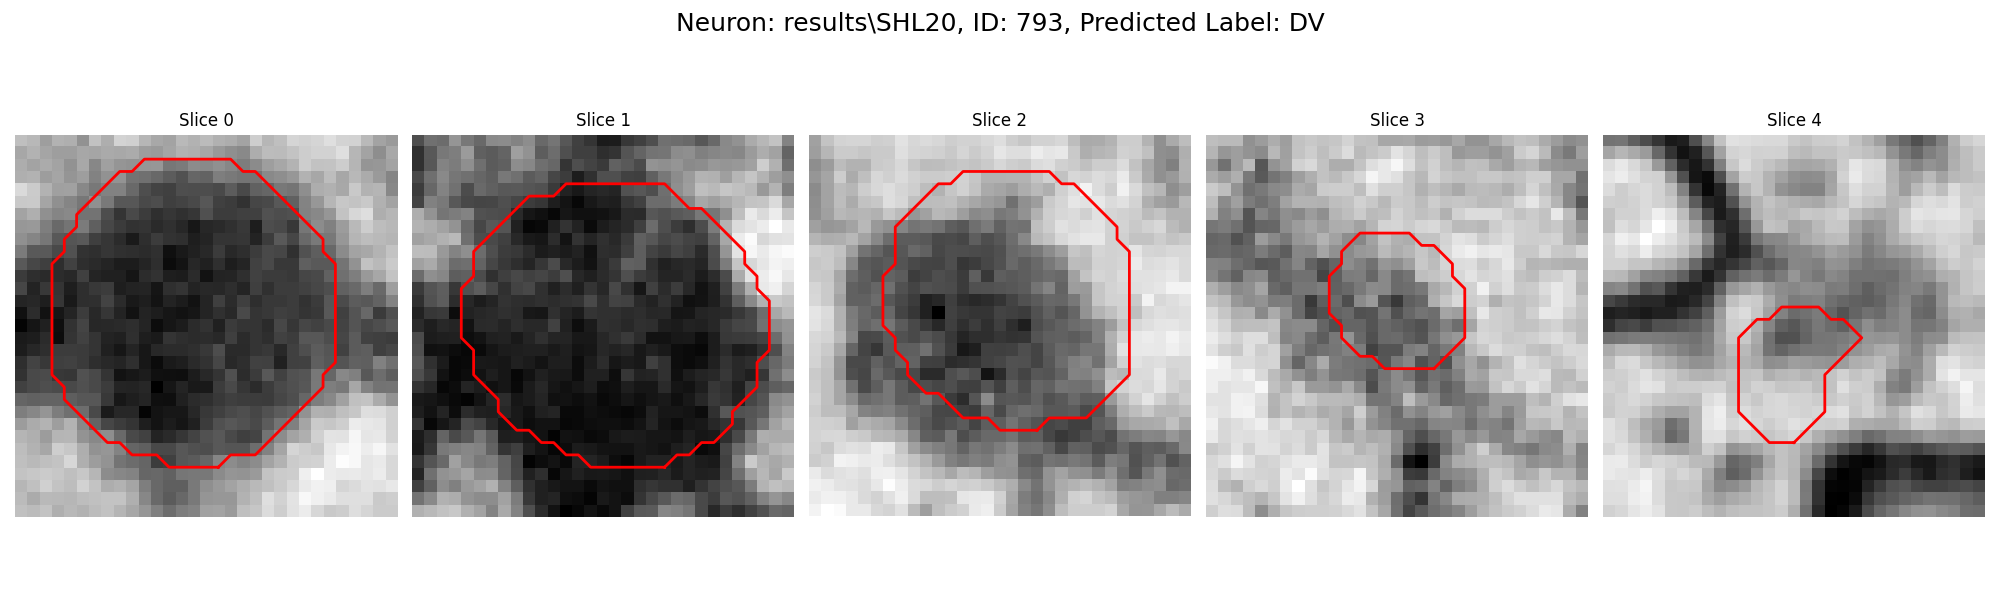 Neuron: results\SHL20, ID: 793, Predicted Label: DV
Slice 0
Slice 1
Slice 2
Slice 3
Slice 4